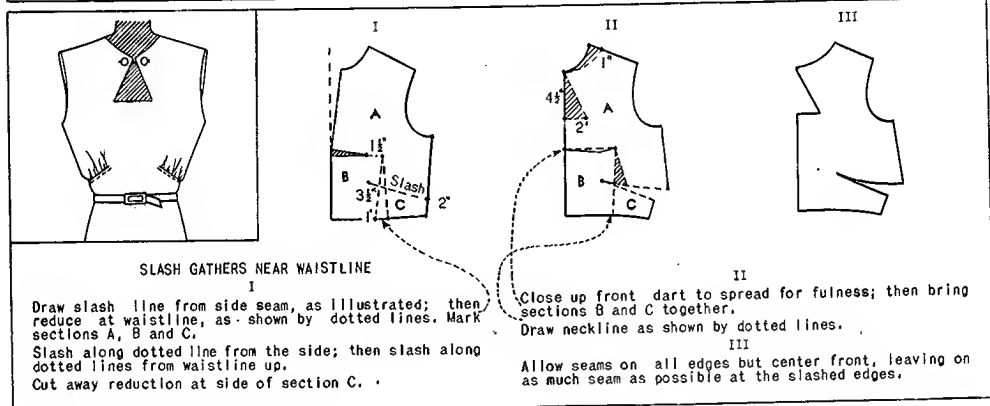 I
II
III
1"
4½"
A
A
2"
1½"
B
Slash
B
3½"
C
2"
C
1"
SLASH GATHERS NEAR WAISTLINE
I
Draw slash line from side seam, as illustrated; then
reduce at waistline, as shown by dotted lines. Mark
sections A, B and C.
Slash along dotted line from the side; then slash along
dotted lines from waistline up.
Cut away reduction at side of section C.
II
Close up front dart to spread for fulness; then bring
sections B and C together.
Draw neckline as shown by dotted lines.
III
Allow seams on all edges but center front, leaving on
as much seam as possible at the slashed edges.